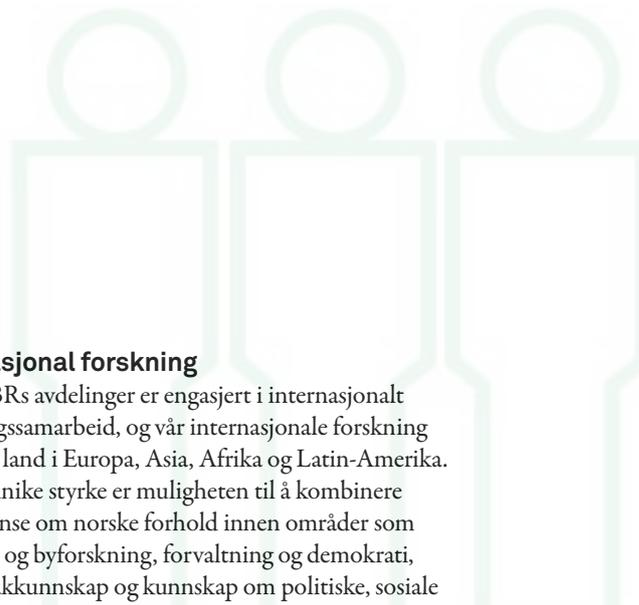 sjonal forskning
BRs avdelinger er engasjert i internasjonalt
gssamarbeid, og vår internasjonale forskning
land i Europa, Asia, Afrika og Latin-Amerika.
nike styrke er muligheten til å kombinere
nse om norske forhold innen områder som
og byforskning, forvaltning og demokrati,
kkunnskap og kunnskap om politiske, sosiale